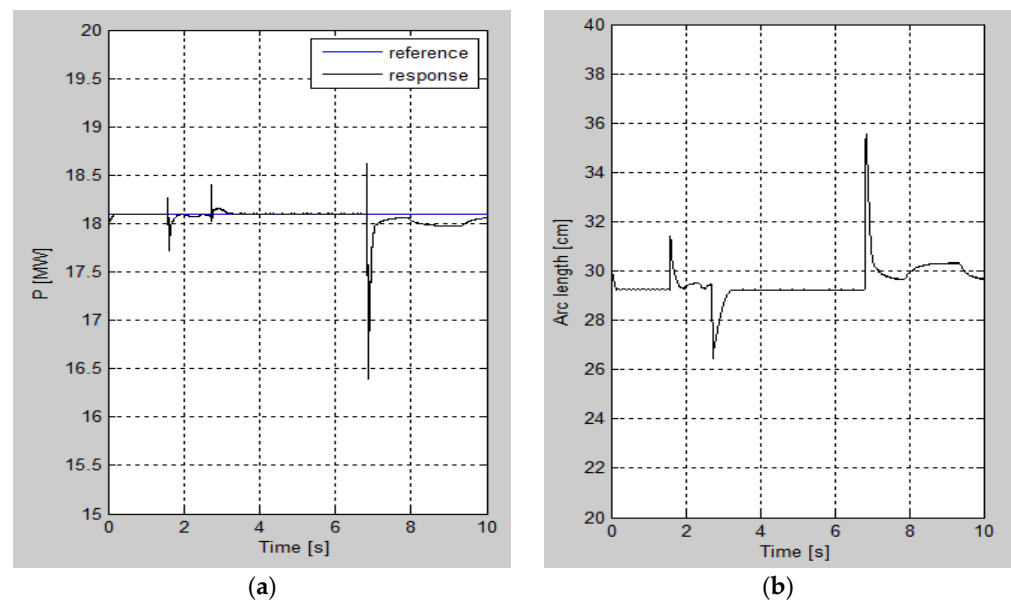 20
19.5
19
18.5
18
17.5
17
16.5
16
15.5
15
P [MW]
reference
response
0 2 4 6 8 10
Time [s]
(a)
40
38
36
34
32
30
28
26
24
22
20
Arc length [cm]
0 2 4 6 8 10
Time [s]
(b)